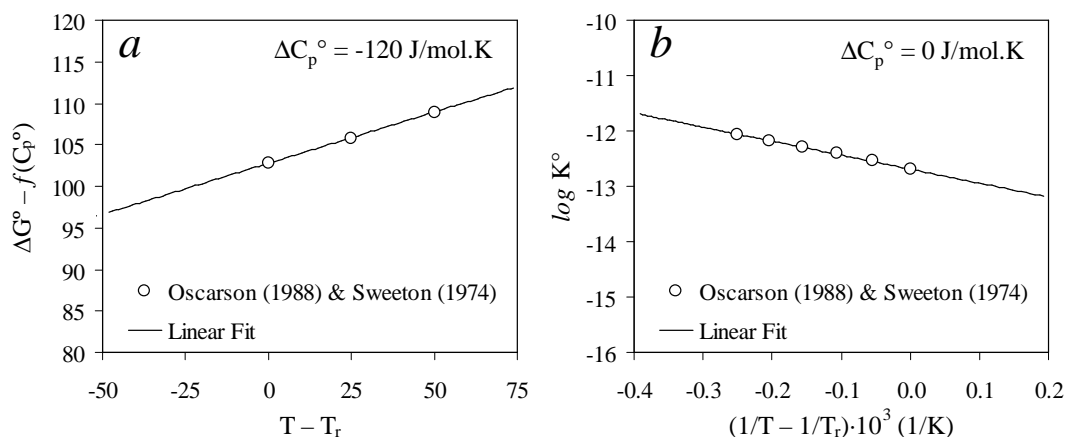 a
ΔCp° = -120 J/mol.K
120
115
110
105
100
95
90
85
80
ΔGº – f(Cpº)
Oscarson (1988) & Sweeton (1974)
Linear Fit
-50
-25
0
25
50
75
T – Tr
b
ΔCp° = 0 J/mol.K
-10
-11
-12
-13
-14
-15
-16
log K°
Oscarson (1988) & Sweeton (1974)
Linear Fit
-0.4
-0.3
-0.2
-0.1
0.0
0.1
0.2
(1/T – 1/Tr)·10³ (1/K)